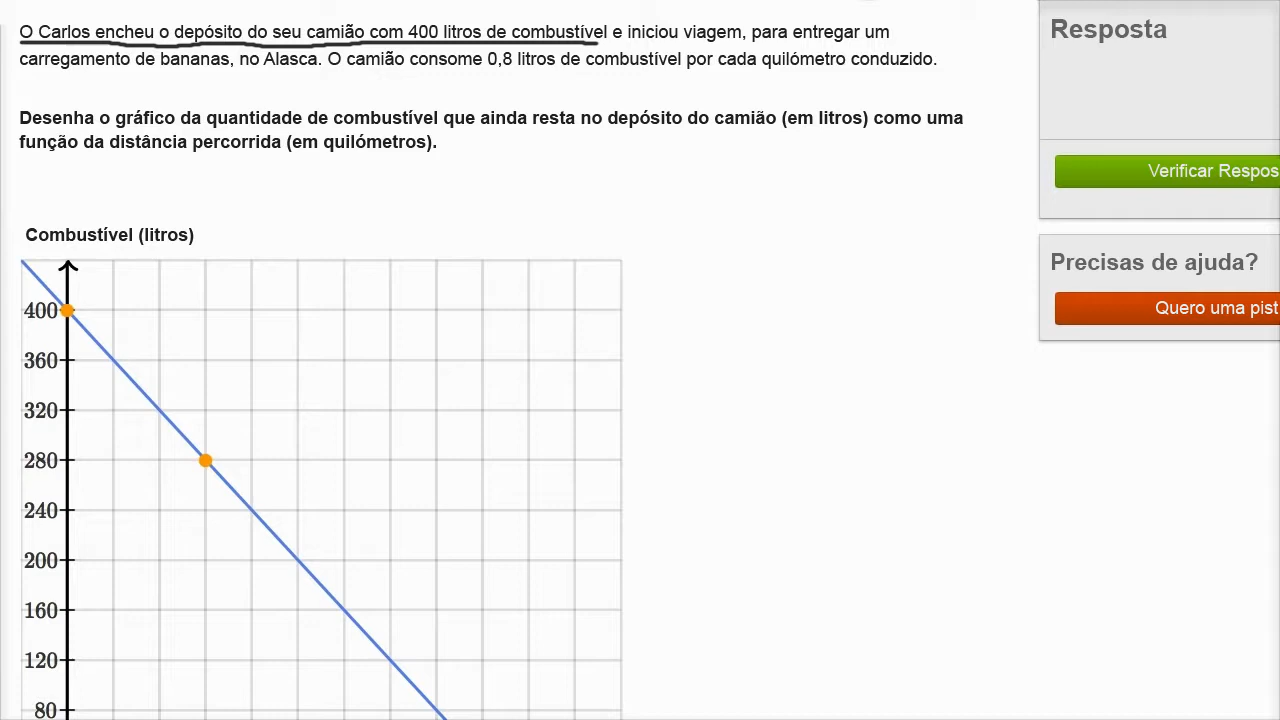 O Carlos encheu o depósito do seu camião com 400 litros de combustível e iniciou viagem, para entregar um
carregamento de bananas, no Alasca. O camião consome 0,8 litros de combustível por cada quilómetro conduzido.
Desenha o gráfico da quantidade de combustível que ainda resta no depósito do camião (em litros) como uma
função da distância percorrida (em quilómetros).
Combustível (litros)
400
360
320
280
240
200
160
120
80
Resposta
Verificar Respos
Precisas de ajuda?
Quero uma pist